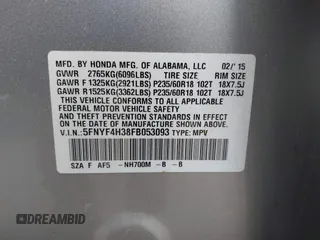 MFD. BY HONDA MFG. OF ALABAMA, LLC 02/'15
GVWR 2765KG(6096LBS) TIRE SIZE RIM SIZE
GAWR F 1325KG(2921LBS) P235/60R18 102T 18X7.5J
GAWR R 1525KG(3362LBS) P235/60R18 102T 18X7.5J
THIS VEHICLE CONFORMS TO ALL APPLICABLE
FEDERAL MOTOR VEHICLE SAFETY
AND THEFT PREVENTION STANDARDS IN EFFECT
ON THE DATE OF MANUFACTURE SHOWN ABOVE.
V.I.N.:5FNYF4H38FB053093 TYPE: MPV
SZA F AF5 -NH700M -B -B
DREAMBID